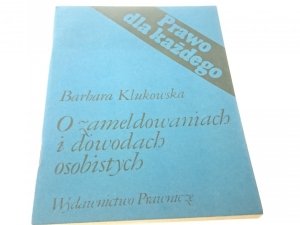 Prawo
dla każdego
Barbara Klukowska
O zameldowaniach
i dowodach
osobistych
Wydawnictwo Prawnicze